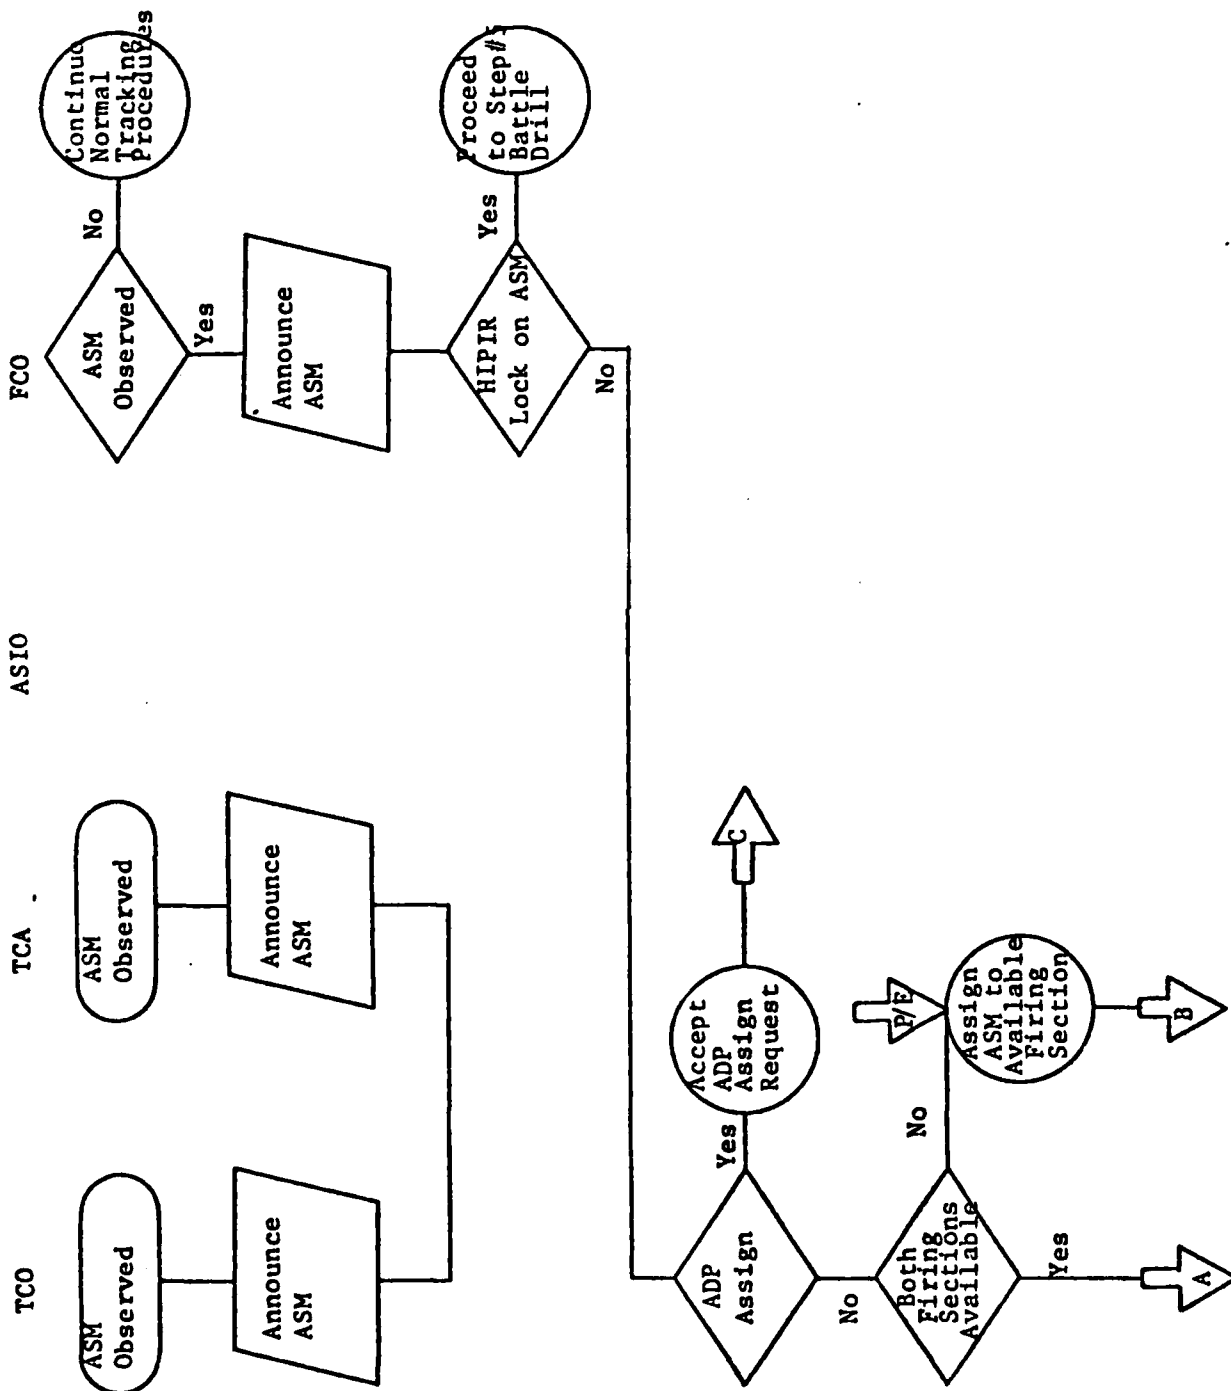 TCO
TCA
ASIO
FCO
ASM
Observed
ASM
Observed
ASM
Observed
No
Continue
Normal
Tracking
Procedures
Yes
Announce
ASM
Announce
ASM
Announce
ASM
HIPIR
Lock on ASM
Yes
Proceed
to Step#5
Battle
Drill
No
ADP
Assign
Yes
Accept
ADP
Assign
Request
C
No
Both
Firing
Sections
Available
No
P/E
Assign
ASM to
Available
Firing
Section
Yes
A
B